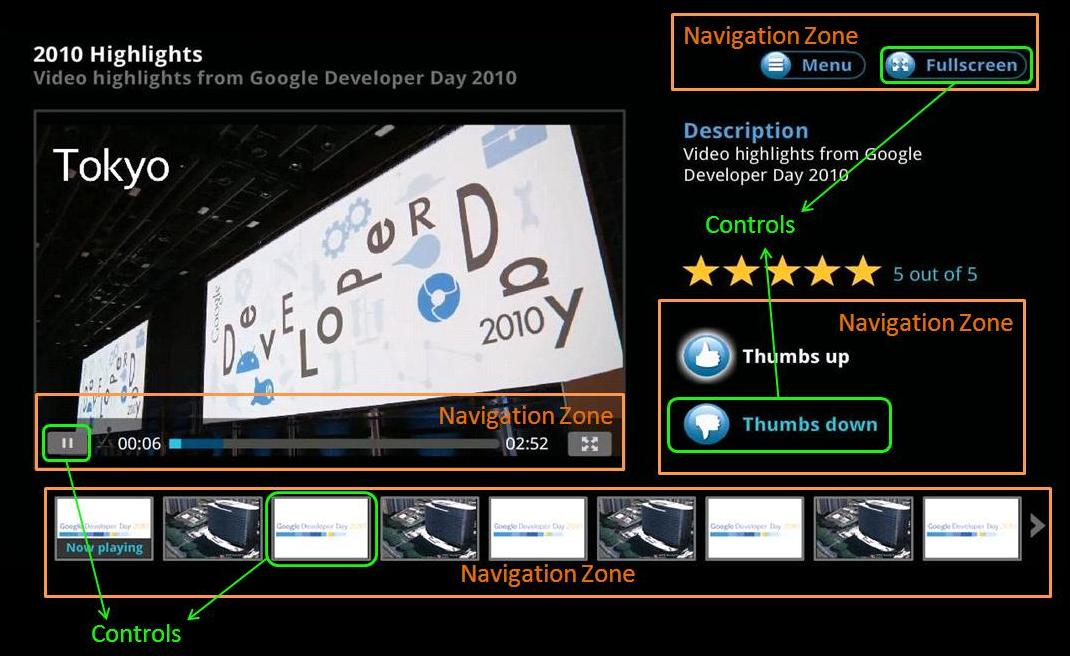 2010 Highlights
Video highlights from Google Developer Day 2010
Navigation Zone
Menu
Fullscreen
Tokyo
Google
DeVELOPeR DAY
2010
DeVELOPeR D
2010
Description
Video highlights from Google
Developer Day 2010
Controls
5 out of 5
Navigation Zone
Thumbs up
Thumbs down
Navigation Zone
00:06
02:52
Google Developer Day 2010
Now playing
Google Developer Day 2010
Google Developer Day 2010
Google Developer Day 2010
Google Developer Day 2010
Navigation Zone
Controls